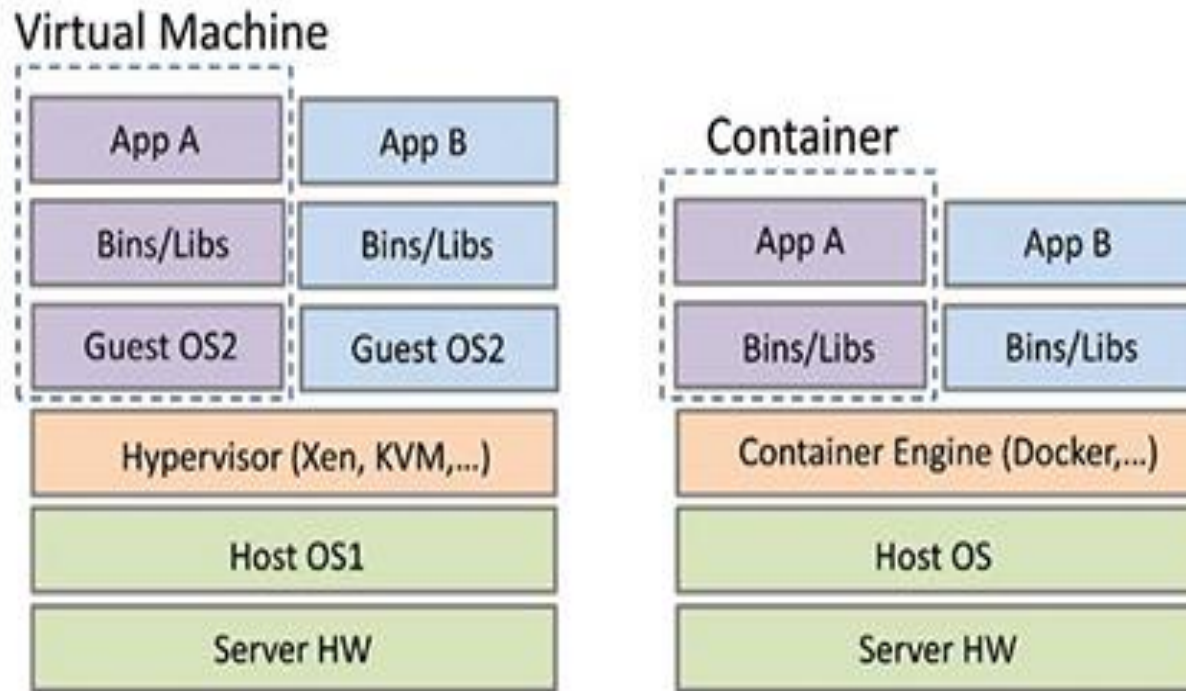 Virtual Machine
App A
App B
Bins/Libs
Bins/Libs
Guest OS2
Guest OS2
Hypervisor (Xen, KVM,...)
Host OS1
Server HW
Container
App A
App B
Bins/Libs
Bins/Libs
Container Engine (Docker,...)
Host OS
Server HW